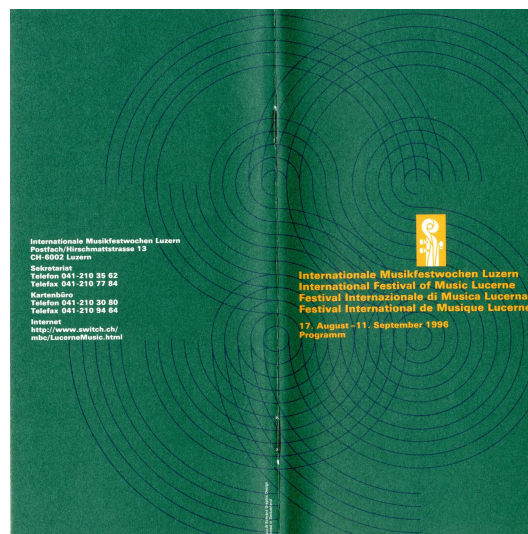 Internationale Musikfestwochen Luzern
Postfach/Hirschmattstrasse 13
CH-6002 Luzern
Sekretariat
Telefon 041-210 35 62
Telefax 041-210 77 84
Kartenbüro
Telefon 041-210 30 80
Telefax 041-210 94 64
Internet
http://www.switch.ch/
mbc/LucerneMusic.html
Internationale Musikfestwochen Luzern
International Festival of Music Lucerne
Festival Internazionale di Musica Lucerna
Festival International de Musique Lucerne
17. August–11. September 1996
Programm